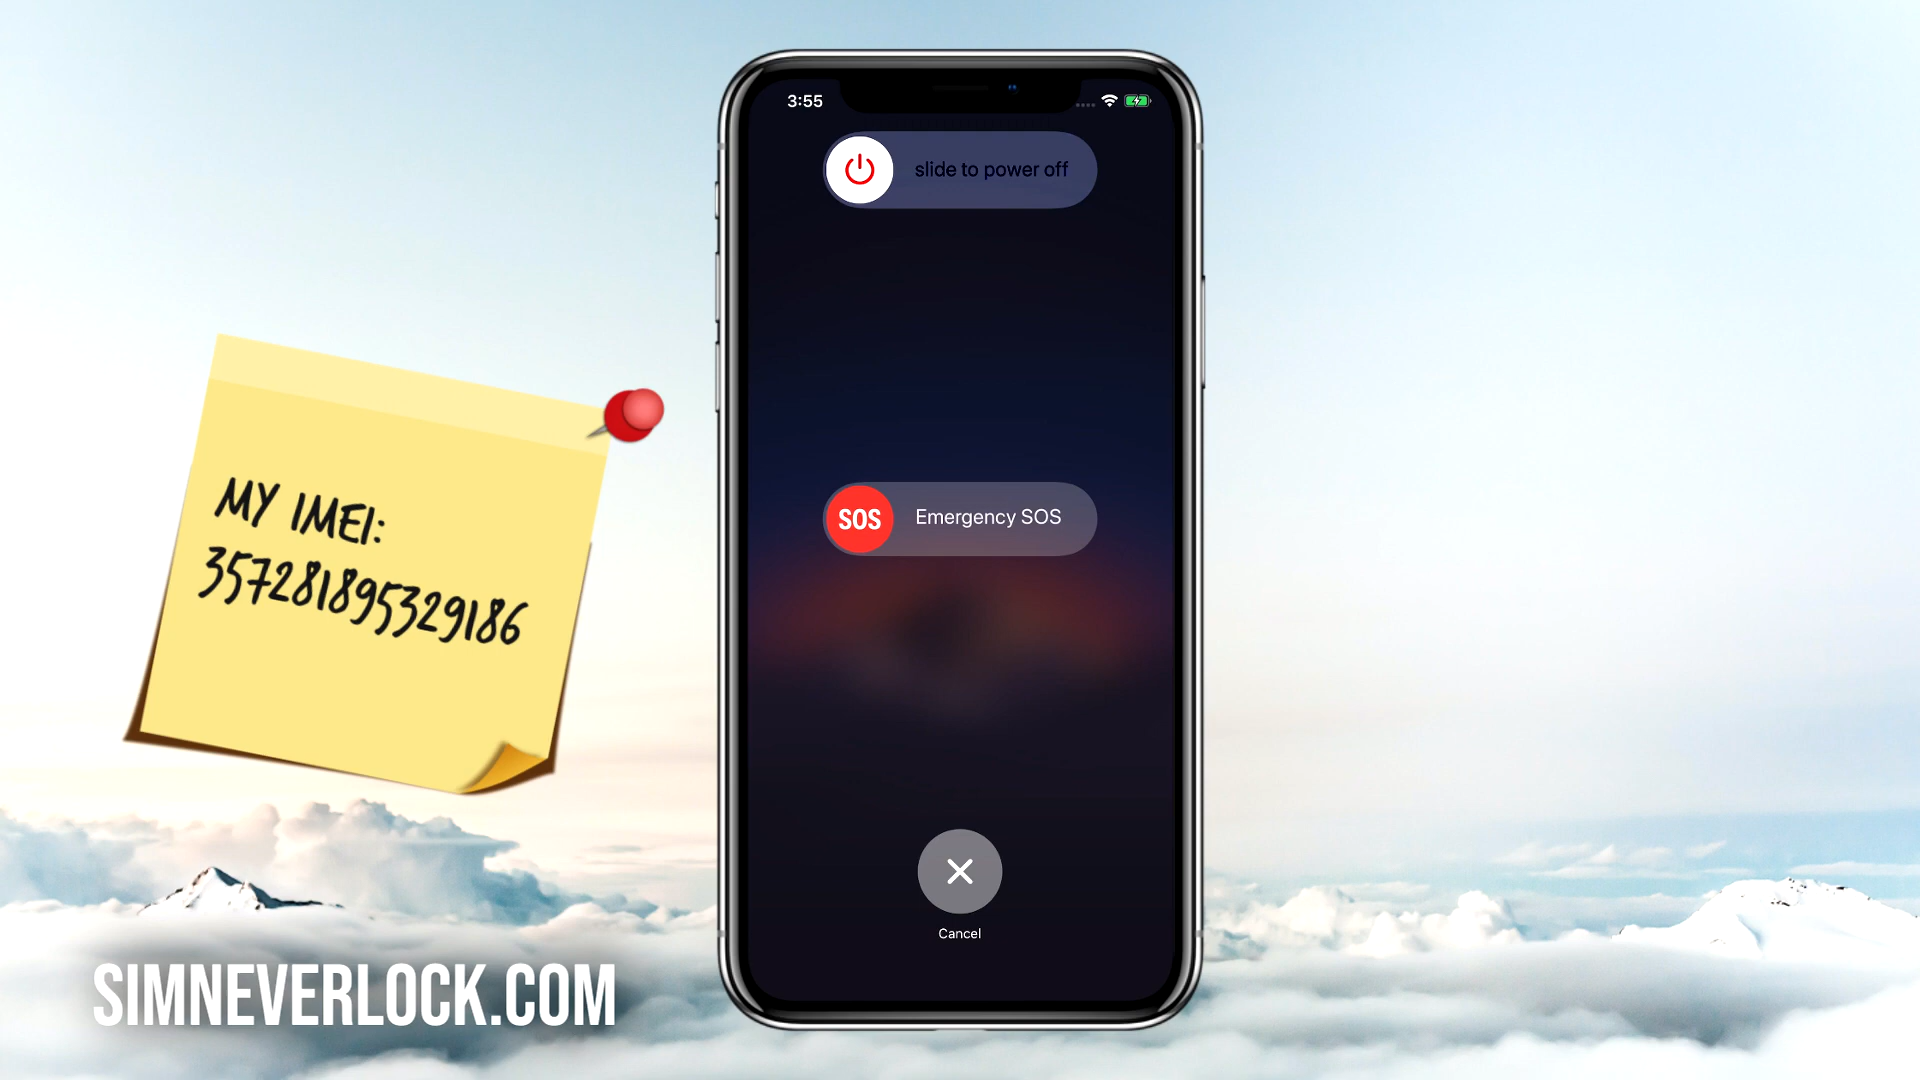 3:55
slide to power off
MY IMEI:
357281895329186
SOS
Emergency SOS
Cancel
SIMNEVERLOCK.COM